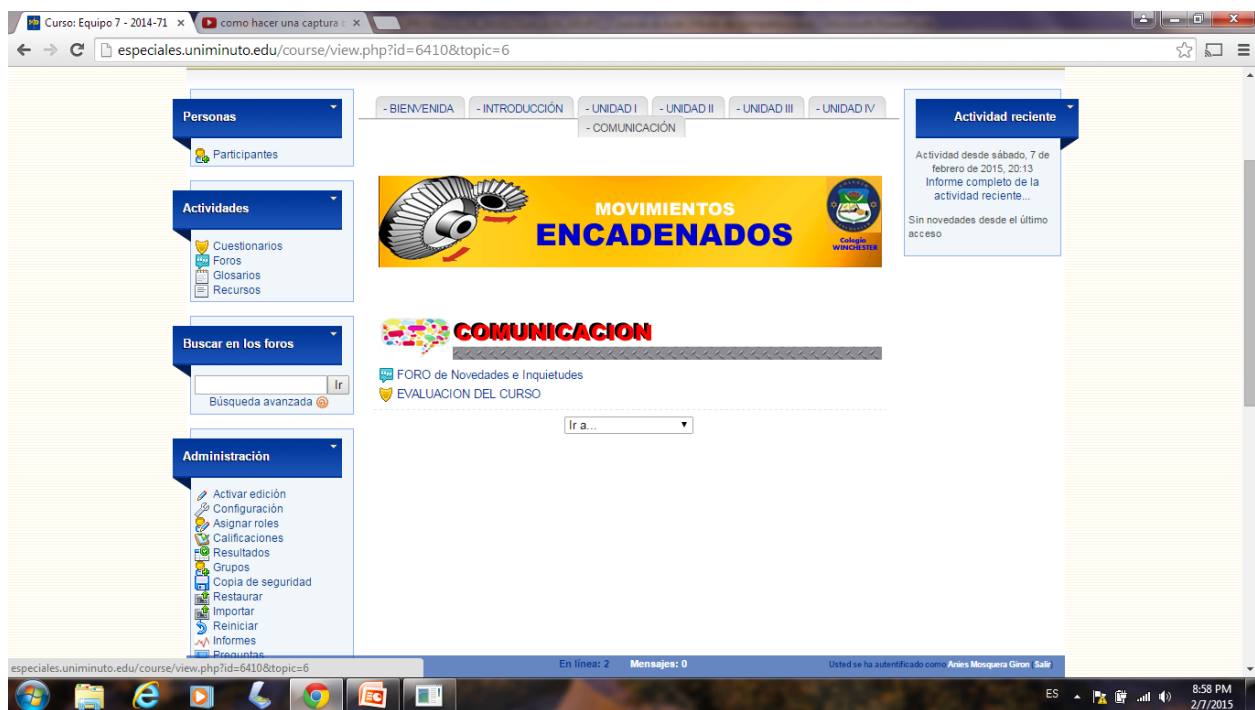 Curso: Equipo 7 - 2014-71
como hacer una captura
especiales.uniminuto.edu/course/view.php?id=6410&topic=6
Personas
Participantes
Actividades
Cuestionarios
Foros
Glosarios
Recursos
Buscar en los foros
Ir
Búsqueda avanzada
Administración
Activar edición
Configuración
Asignar roles
Calificaciones
Resultados
Grupos
Copia de seguridad
Restaurar
Importar
Reiniciar
Informes
Preguntas
- BIENVENIDA - INTRODUCCIÓN - UNIDAD I - UNIDAD II - UNIDAD III - UNIDAD IV
- COMUNICACIÓN
MOVIMIENTOS
ENCADENADOS
Colegio
WINCHESTER
COMUNICACION
FORO de Novedades e Inquietudes
EVALUACION DEL CURSO
Ir a...
Actividad reciente
Actividad desde sábado, 7 de
febrero de 2015, 20:13
Informe completo de la
actividad reciente...
Sin novedades desde el último
acceso
especiales.uniminuto.edu/course/view.php?id=6410&topic=6
En línea: 2 Mensajes: 0 Usted se ha autentificado como Anies Mosquera Giron (Salir)
ES
8:58 PM
2/7/2015